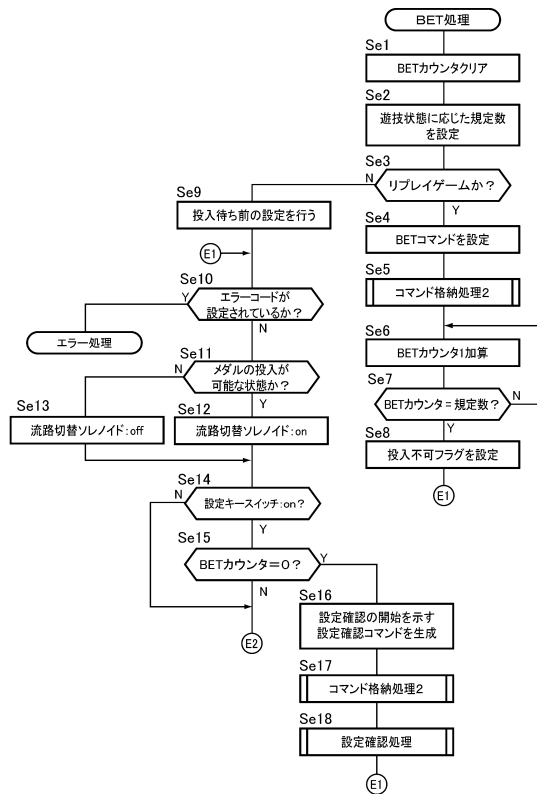 BET処理
Se1
BETカウンタクリア
Se2
遊技状態に応じた規定数
を設定
Se3
リプレイゲームか？
N
Y
Se4
BETコマンドを設定
Se5
コマンド格納処理2
Se6
BETカウンタ1加算
Se7
BETカウンタ＝規定数？
N
Y
Se8
投入不可フラグを設定
E1
Se9
投入待ち前の設定を行う
E1
Se10
エラーコードが
設定されているか？
Y
N
エラー処理
Se11
メダルの投入が
可能な状態か？
N
Y
Se13
流路切替ソレノイド:off
Se12
流路切替ソレノイド:on
Se14
設定キースイッチ:on？
N
Y
Se15
BETカウンタ＝0？
Y
N
E2
Se16
設定確認の開始を示す
設定確認コマンドを生成
Se17
コマンド格納処理2
Se18
設定確認処理
E1